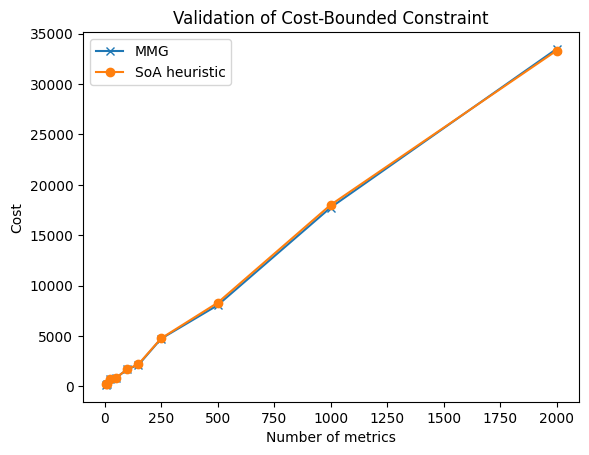 Validation of Cost-Bounded Constraint
MMG
SoA heuristic
35000
30000
25000
20000
15000
10000
5000
0
Cost
0 250 500 750 1000 1250 1500 1750 2000
Number of metrics